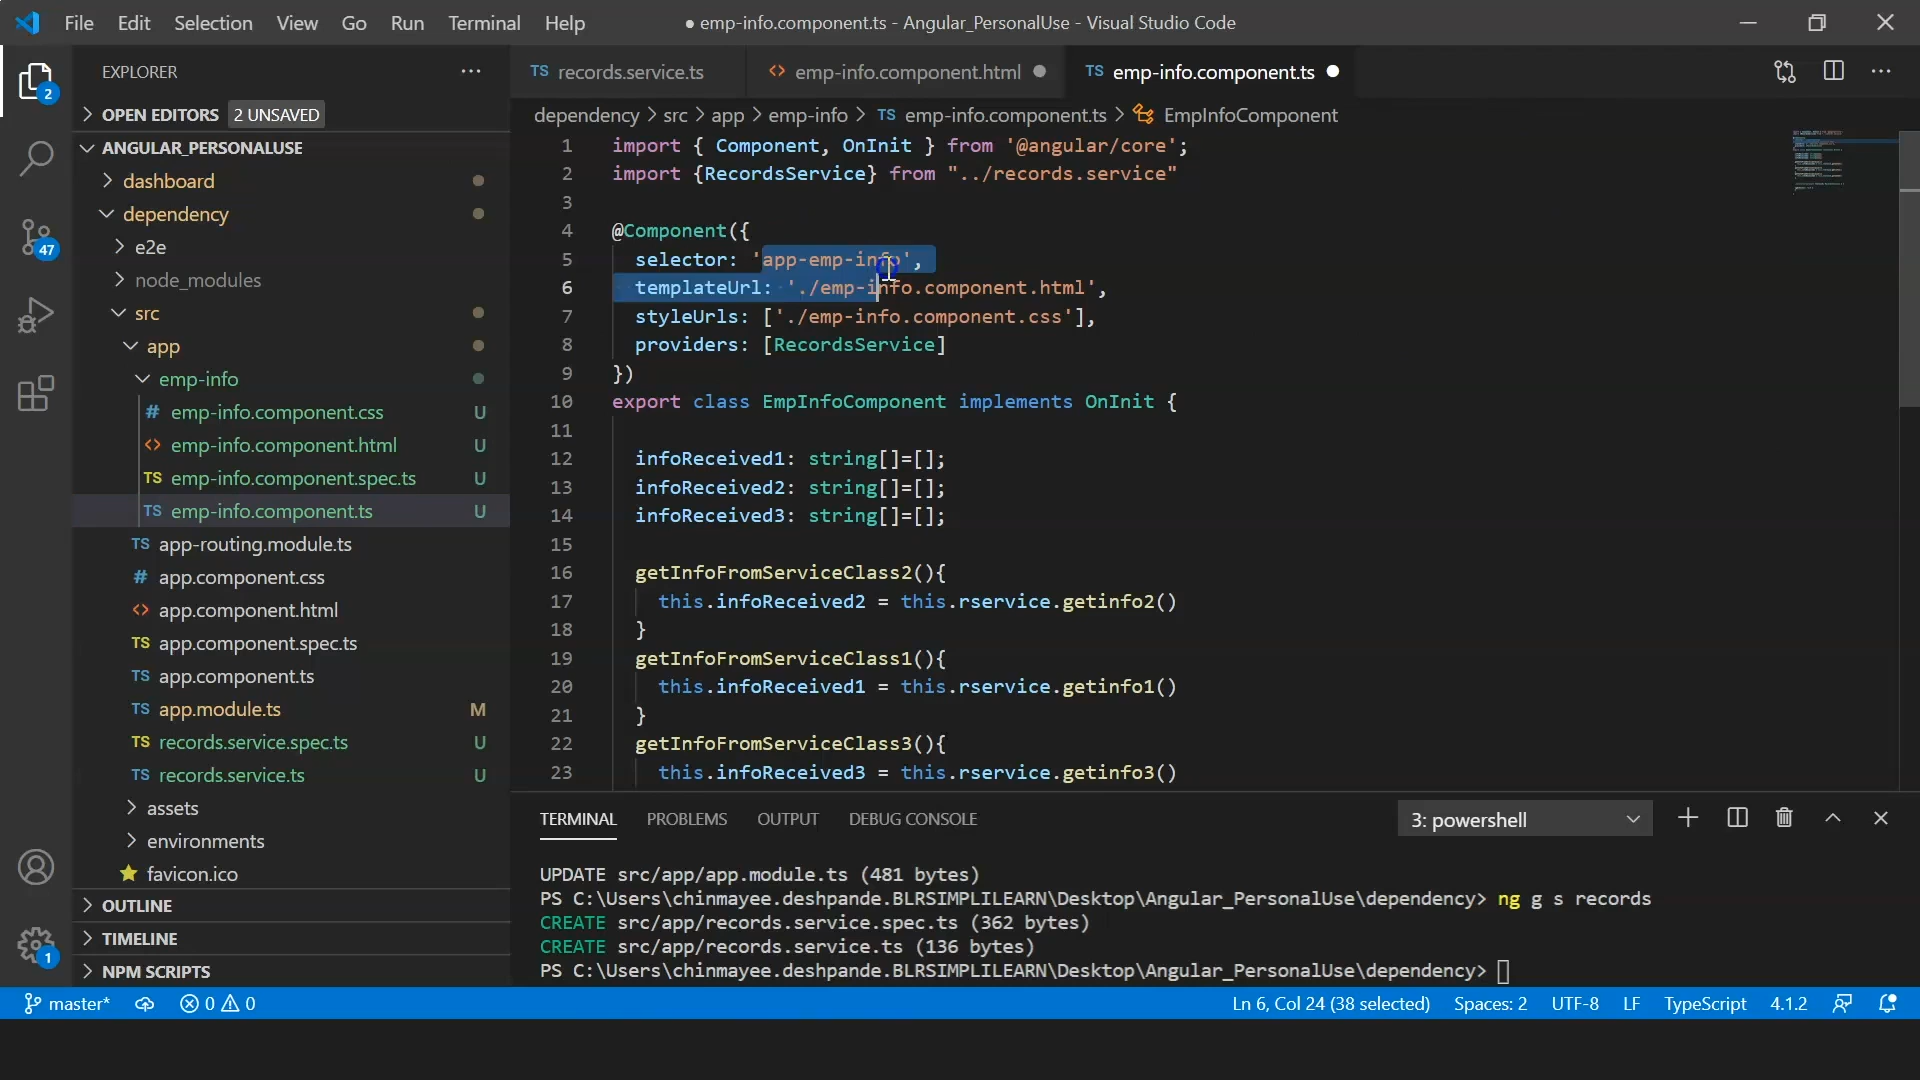 File Edit Selection View Go Run Terminal Help
● emp-info.component.ts - Angular_PersonalUse - Visual Studio Code
EXPLORER
OPEN EDITORS 2 UNSAVED
ANGULAR_PERSONALUSE
dashboard
dependency
e2e
node_modules
src
app
emp-info
# emp-info.component.css U
<> emp-info.component.html U
TS emp-info.component.spec.ts U
TS emp-info.component.ts U
TS app-routing.module.ts
# app.component.css
<> app.component.html
TS app.component.spec.ts
TS app.component.ts
TS app.module.ts M
TS records.service.spec.ts U
TS records.service.ts U
assets
environments
favicon.ico
OUTLINE
TIMELINE
NPM SCRIPTS
2
47
1
TS records.service.ts <> emp-info.component.html ● TS emp-info.component.ts ●
dependency > src > app > emp-info > TS emp-info.component.ts > EmpInfoComponent
1 import { Component, OnInit } from '@angular/core';
2 import {RecordsService} from "../records.service"
3
4 @Component({
5 selector: 'app-emp-info',
6 templateUrl: './emp-info.component.html',
7 styleUrls: ['./emp-info.component.css'],
8 providers: [RecordsService]
9 })
10 export class EmpInfoComponent implements OnInit {
11
12 infoReceived1: string[]=[];
13 infoReceived2: string[]=[];
14 infoReceived3: string[]=[];
15
16 getInfoFromServiceClass2(){
17 this.infoReceived2 = this.rservice.getinfo2()
18 }
19 getInfoFromServiceClass1(){
20 this.infoReceived1 = this.rservice.getinfo1()
21 }
22 getInfoFromServiceClass3(){
23 this.infoReceived3 = this.rservice.getinfo3()
TERMINAL PROBLEMS OUTPUT DEBUG CONSOLE 3: powershell
UPDATE src/app/app.module.ts (481 bytes)
PS C:\Users\chinmayee.deshpande.BLRSIMPLILEARN\Desktop\Angular_PersonalUse\dependency> ng g s records
CREATE src/app/records.service.spec.ts (362 bytes)
CREATE src/app/records.service.ts (136 bytes)
PS C:\Users\chinmayee.deshpande.BLRSIMPLILEARN\Desktop\Angular_PersonalUse\dependency>
master* 0 0 Ln 6, Col 24 (38 selected) Spaces: 2 UTF-8 LF TypeScript 4.1.2